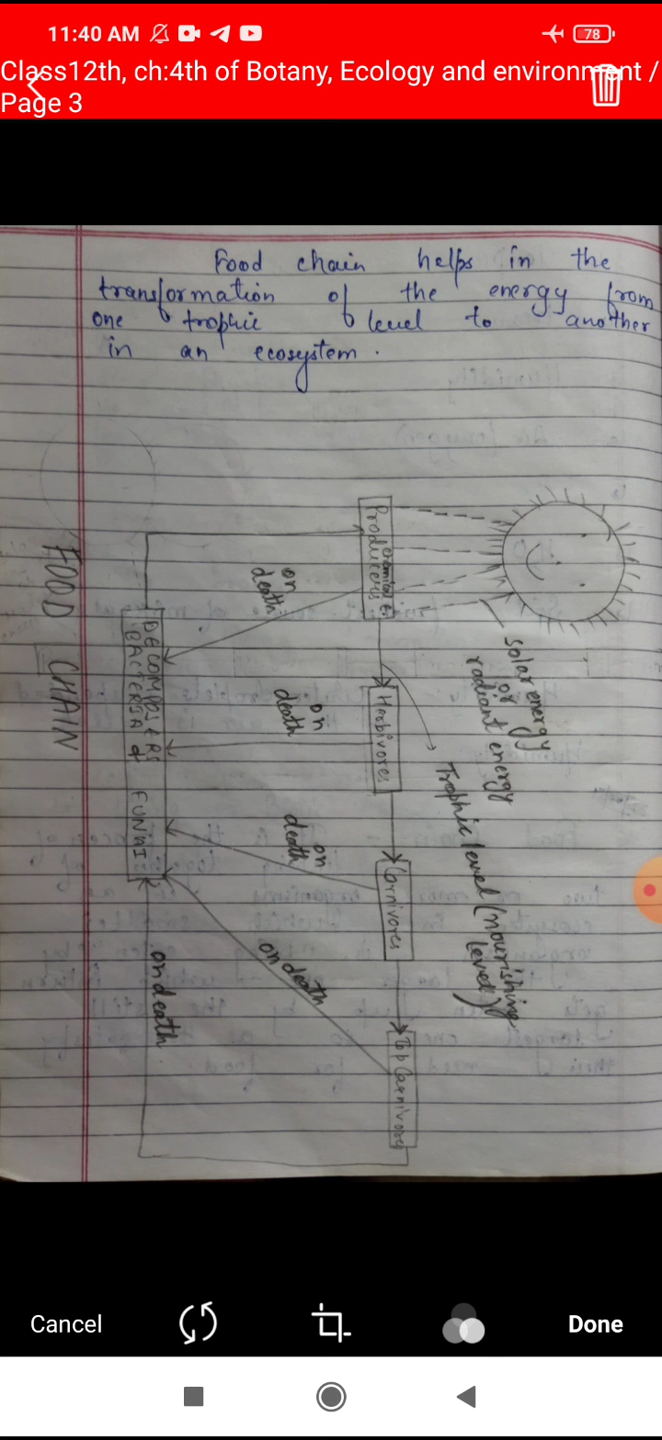 11:40 AM
78
Class12th, ch:4th of Botany, Ecology and environment /
Page 3
Food chain helps in the
transformation of the energy from
one trophic level to another
in an ecosystem.
solar energy
or
radiant energy
Trophic level (nourishing
level)
Producers
chemical E
Herbivores
Carnivores
Top Carnivores
on
death
on
death
on
death
on death
on death
DECOMPOSERS
BACTERIA & FUNGI
FOOD CHAIN
Cancel
Done